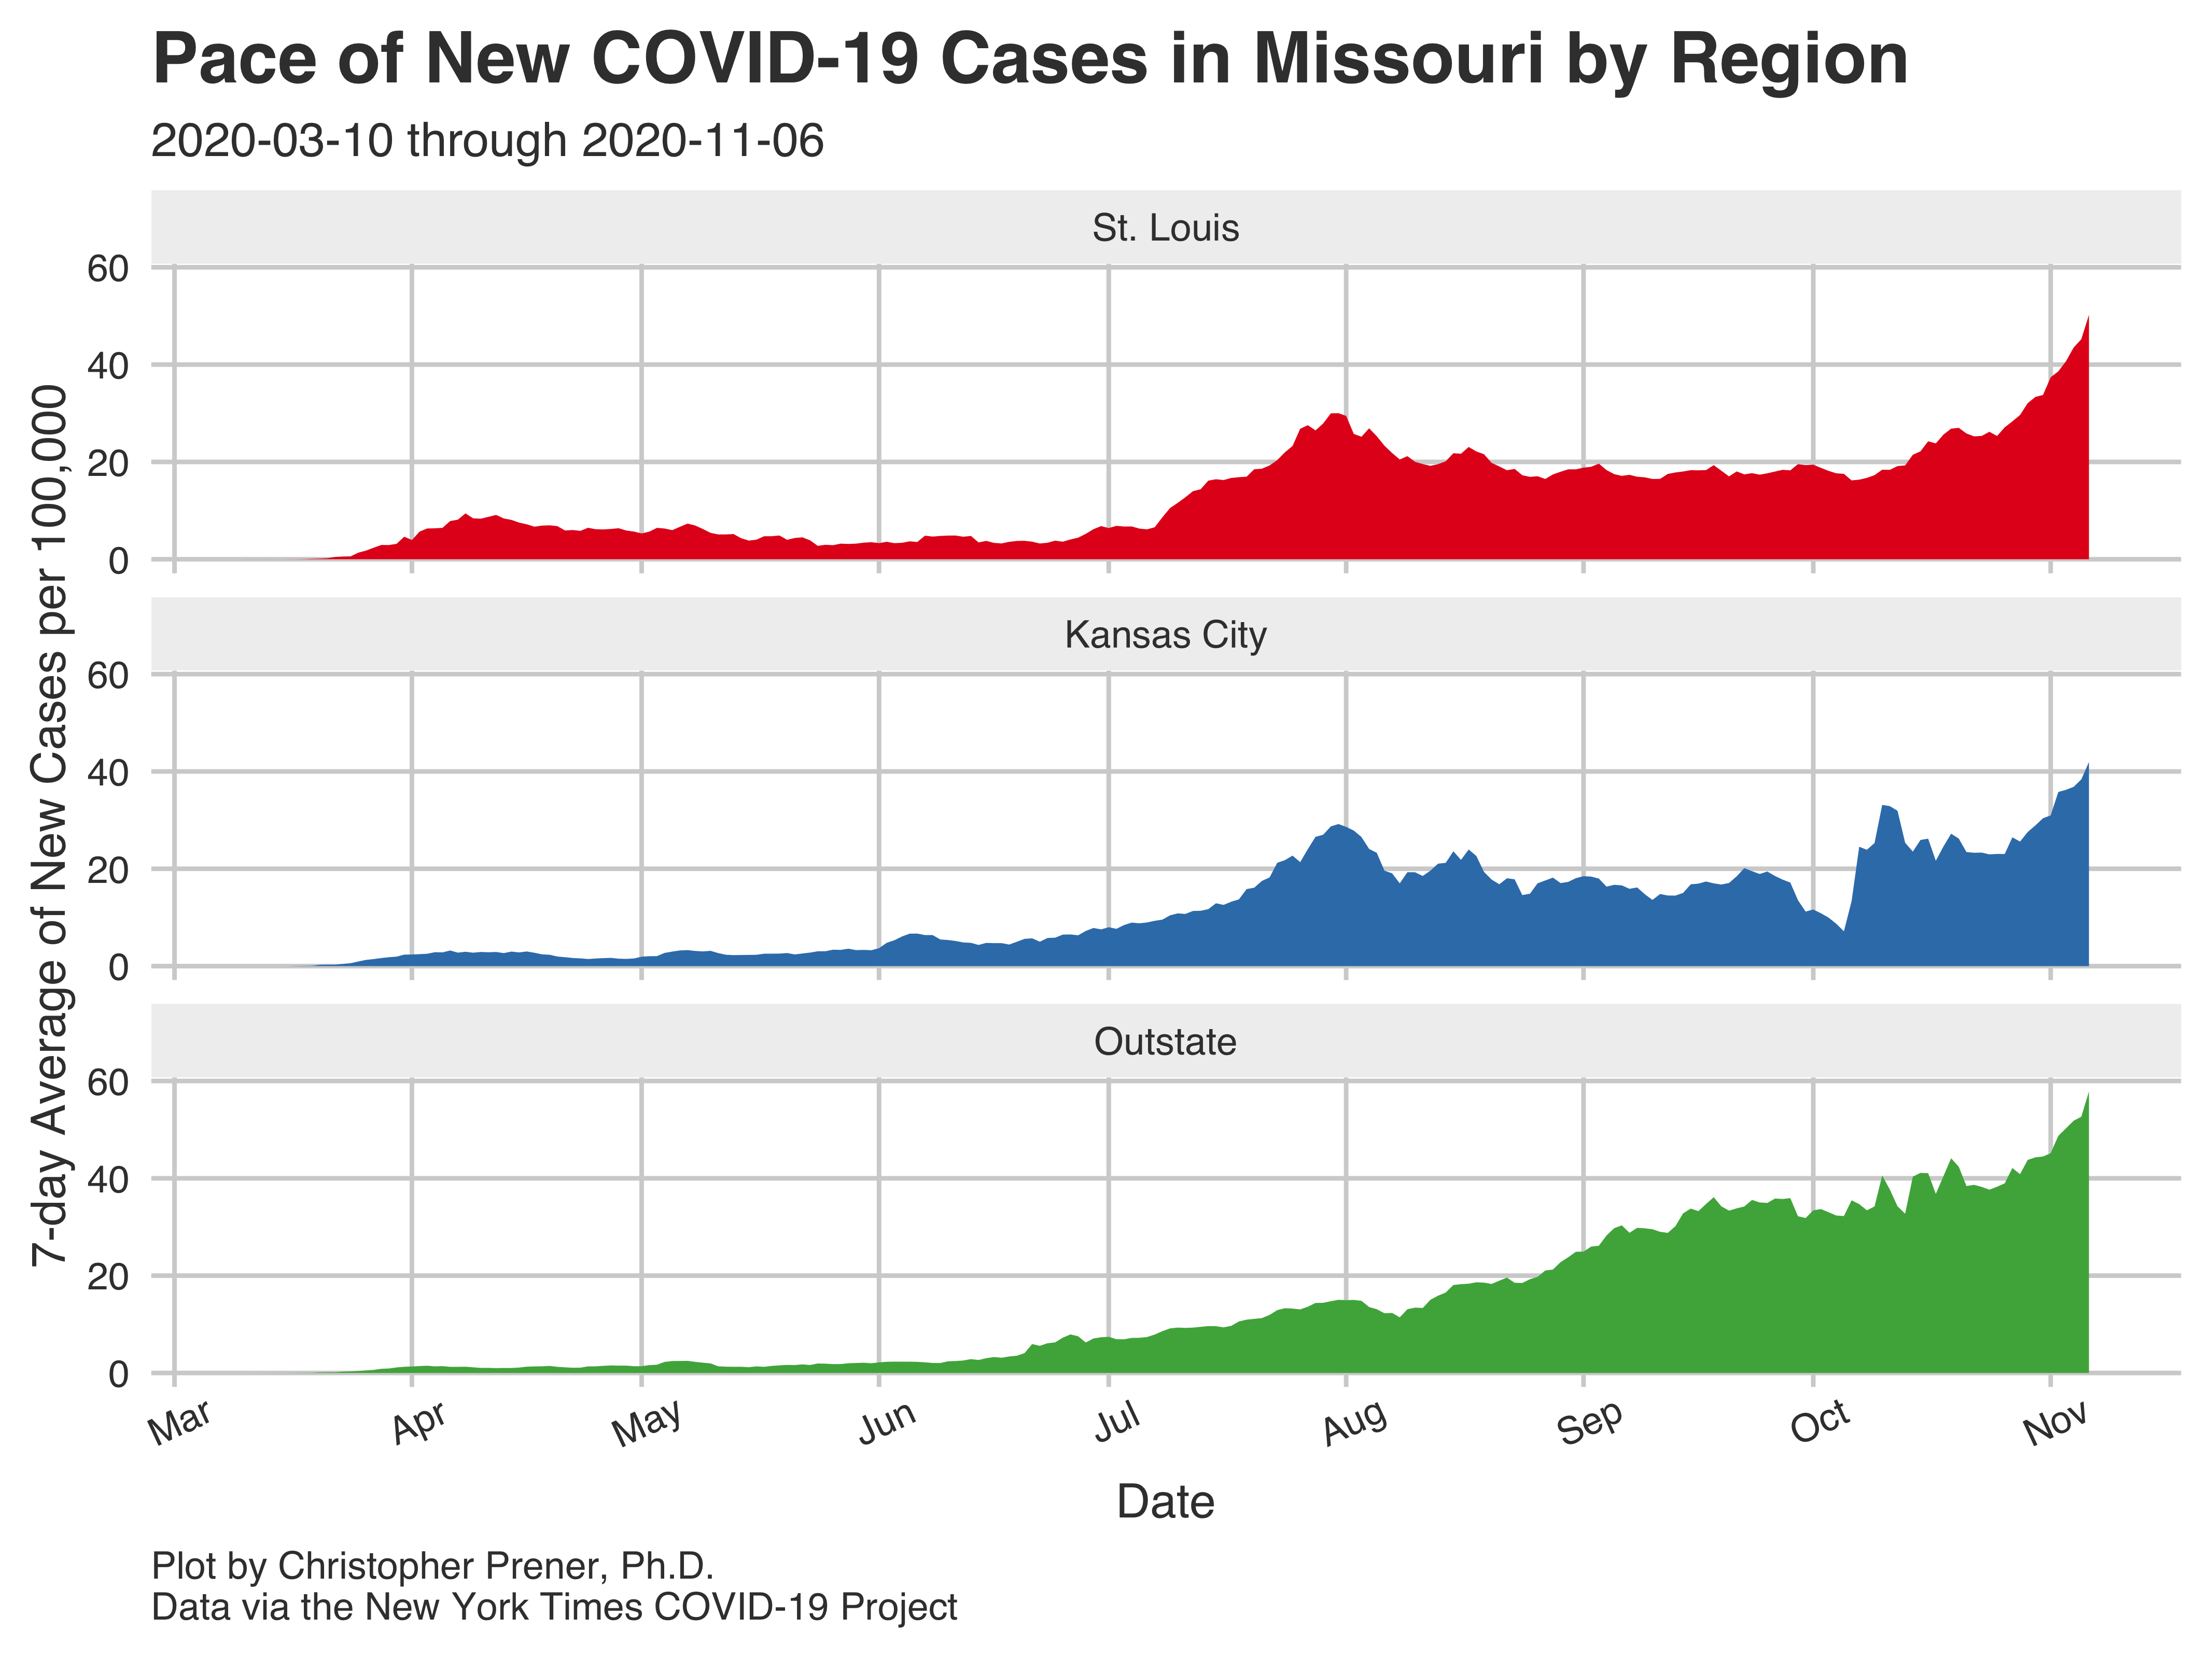 Pace of New COVID-19 Cases in Missouri by Region
2020-03-10 through 2020-11-06
7-day Average of New Cases per 100,000
St. Louis
60
40
20
0
Kansas City
60
40
20
0
Outstate
60
40
20
0
Mar Apr May Jun Jul Aug Sep Oct Nov
Date
Plot by Christopher Prener, Ph.D.
Data via the New York Times COVID-19 Project